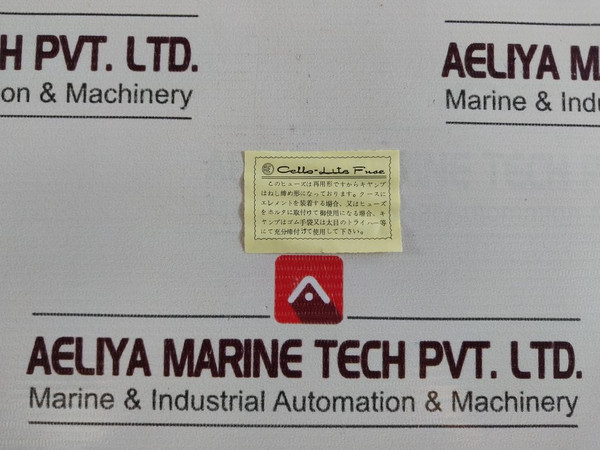 H PVT. LTD.
on & Machinery
AELIYA M
Marine & Indu
Cello-Lite Fuse
このヒューズは再用形ですからキヤツプ
はねじ締め形になっております。ケースに
エレメントを装着する場合、又はヒューズ
をホルダに取付けて御使用になる場合、キ
ヤンプはゴム手袋又は太目のドライバー等
にて充分締付けて使用して下さい。
AELIYA MARINE TECH PVT. LTD.
Marine & Industrial Automation & Machinery